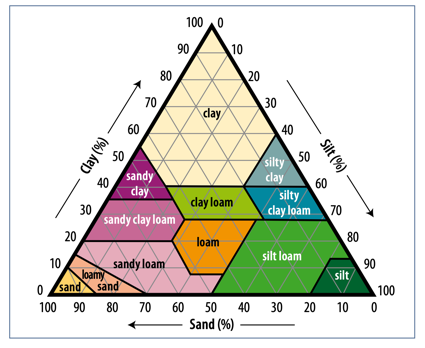 100 0
90 10
80 20
70 30
clay
60 40
Clay (%)
Silt (%)
50 50
silty
clay
sandy
clay
40 60
silty
clay loam
clay loam
30 70
sandy clay loam
loam
20 80
silt loam
sandy loam
10 90
silt
loamy
sand
sand
0 100
100 90 80 70 60 50 40 30 20 10 0
Sand (%)